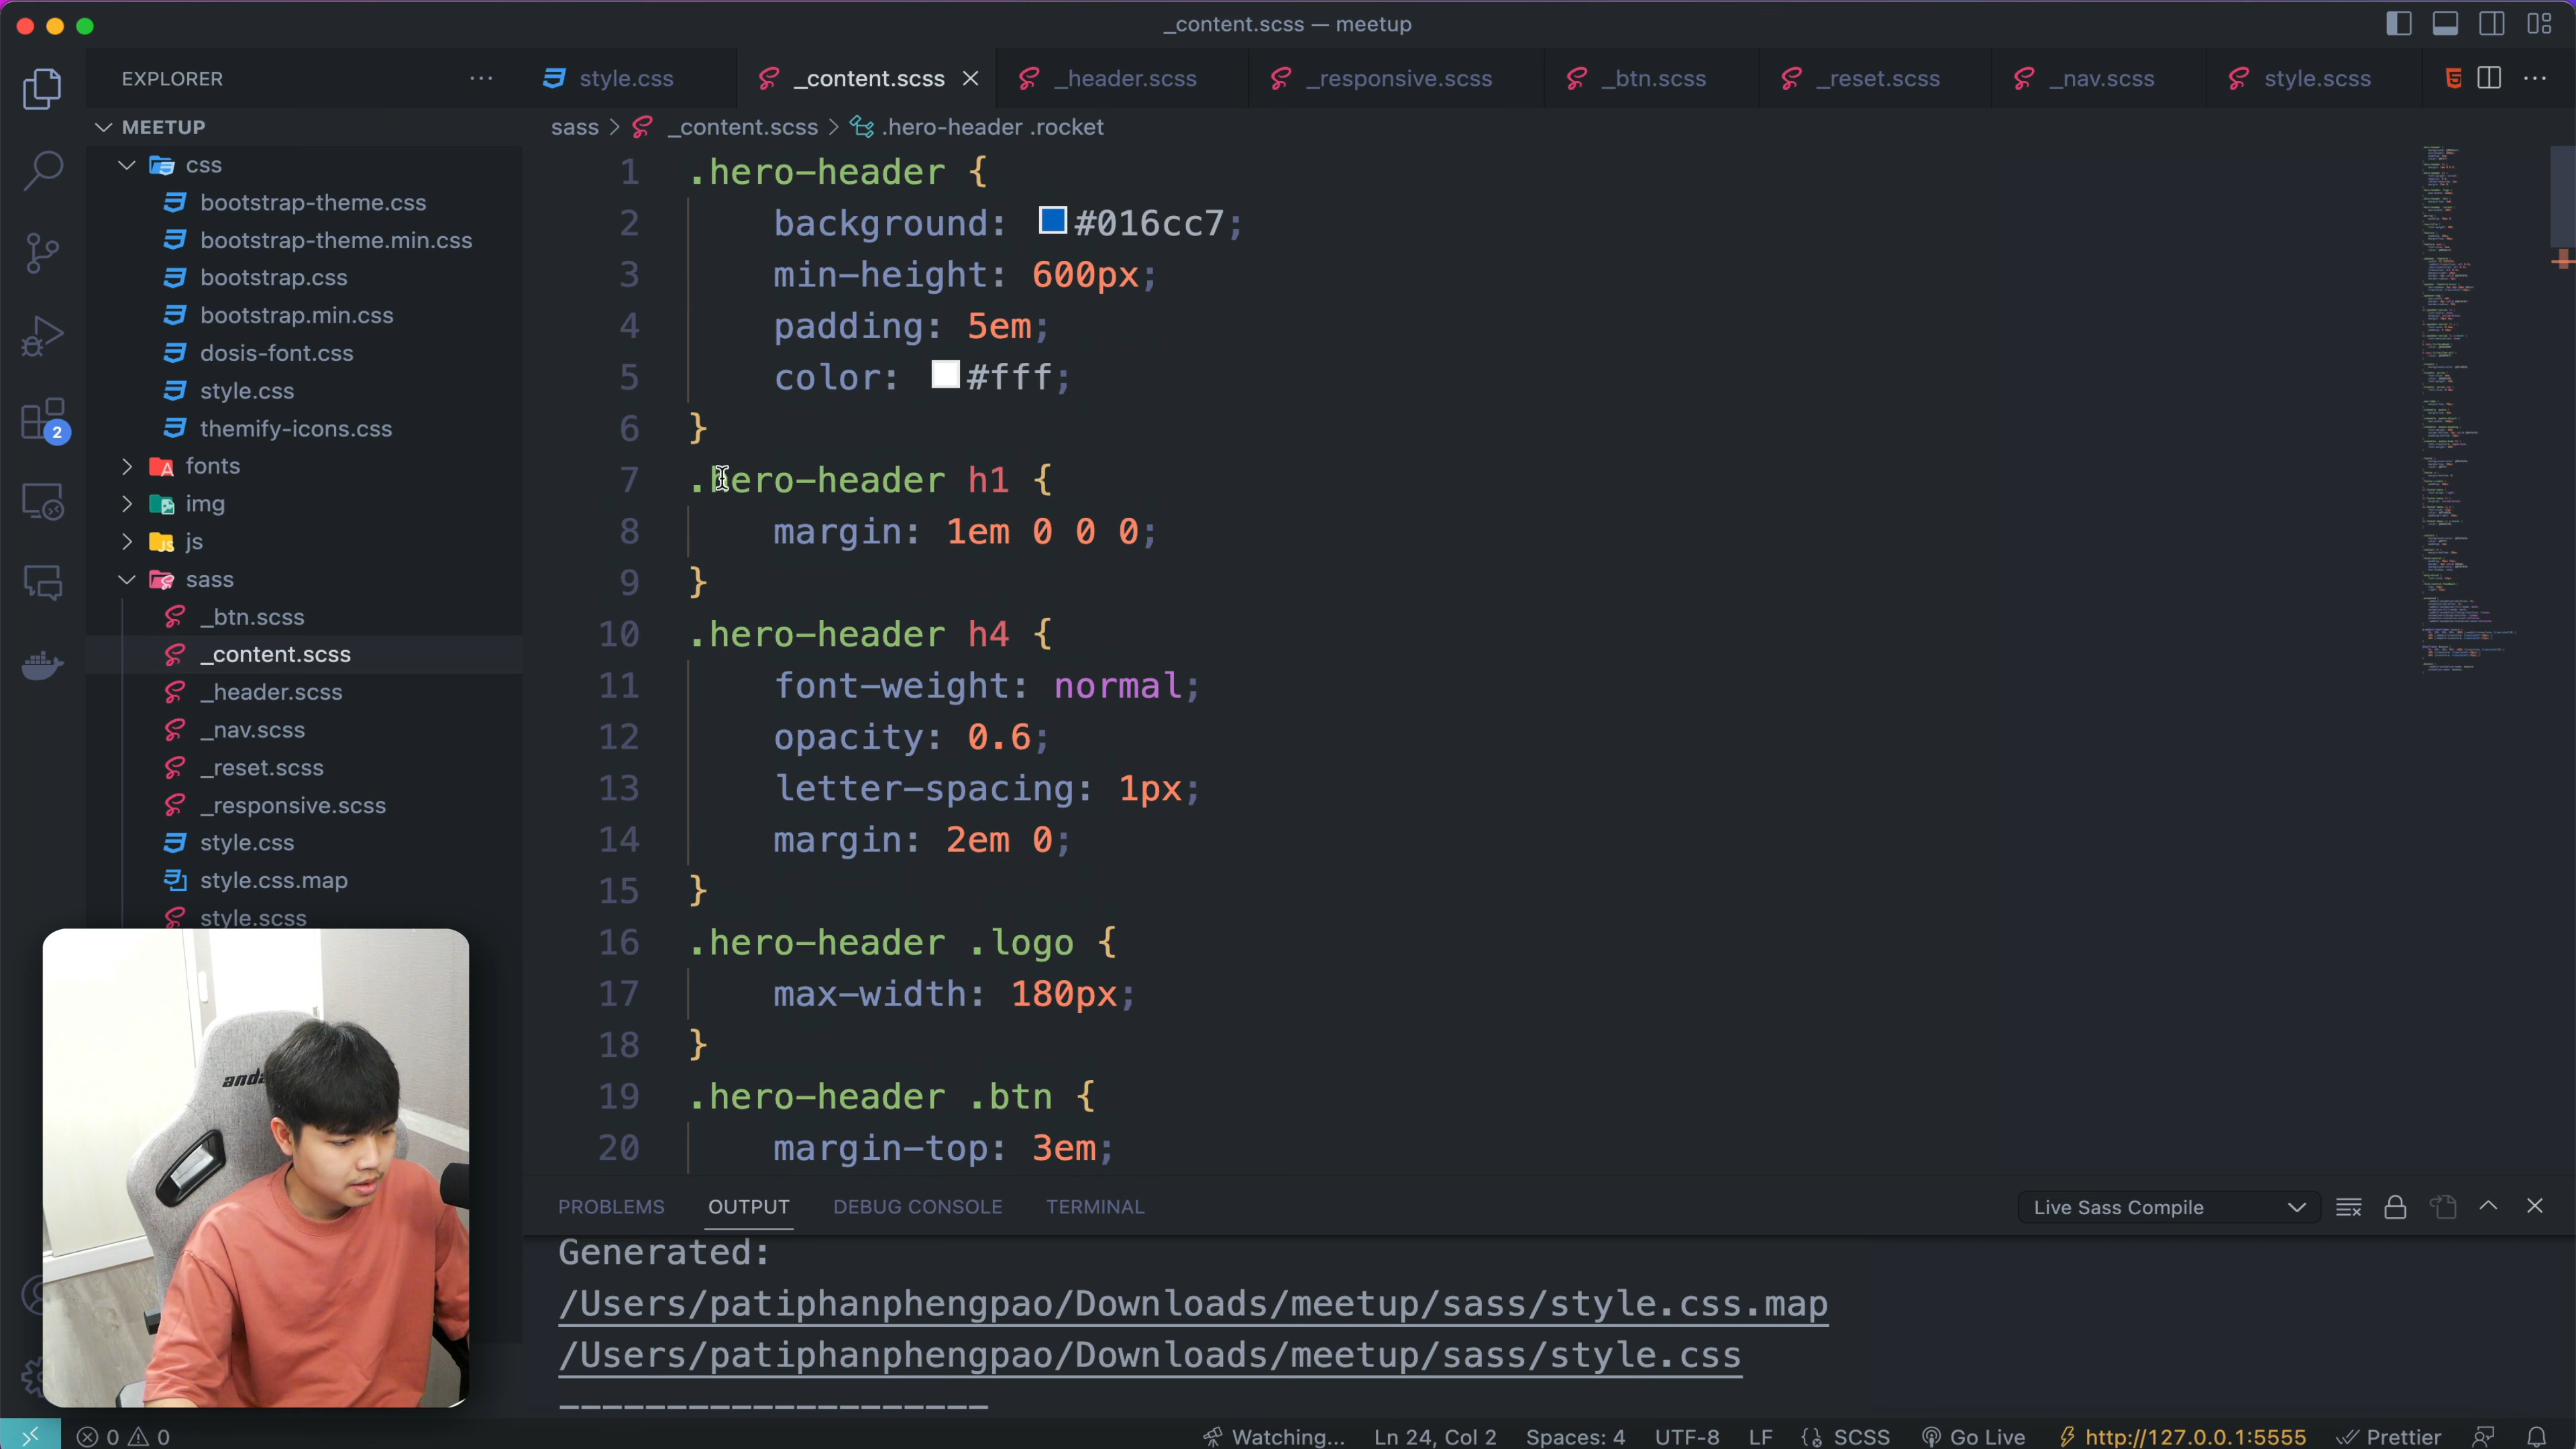 _content.scss — meetup
EXPLORER
style.css
_content.scss
_header.scss
_responsive.scss
_btn.scss
_reset.scss
_nav.scss
style.scss
MEETUP
sass > _content.scss > .hero-header .rocket
css
bootstrap-theme.css
bootstrap-theme.min.css
bootstrap.css
bootstrap.min.css
dosis-font.css
style.css
themify-icons.css
fonts
img
js
sass
_btn.scss
_content.scss
_header.scss
_nav.scss
_reset.scss
_responsive.scss
style.css
style.css.map
style.scss
2
1 .hero-header {
2 background: #016cc7;
3 min-height: 600px;
4 padding: 5em;
5 color: #fff;
6 }
7 .hero-header h1 {
8 margin: 1em 0 0 0;
9 }
10 .hero-header h4 {
11 font-weight: normal;
12 opacity: 0.6;
13 letter-spacing: 1px;
14 margin: 2em 0;
15 }
16 .hero-header .logo {
17 max-width: 180px;
18 }
19 .hero-header .btn {
20 margin-top: 3em;
PROBLEMS OUTPUT DEBUG CONSOLE TERMINAL
Live Sass Compile
Generated:
/Users/patiphanphengpao/Downloads/meetup/sass/style.css.map
/Users/patiphanphengpao/Downloads/meetup/sass/style.css
--------------------
0 0 Watching... Ln 24, Col 2 Spaces: 4 UTF-8 LF SCSS Go Live http://127.0.0.1:5555 Prettier